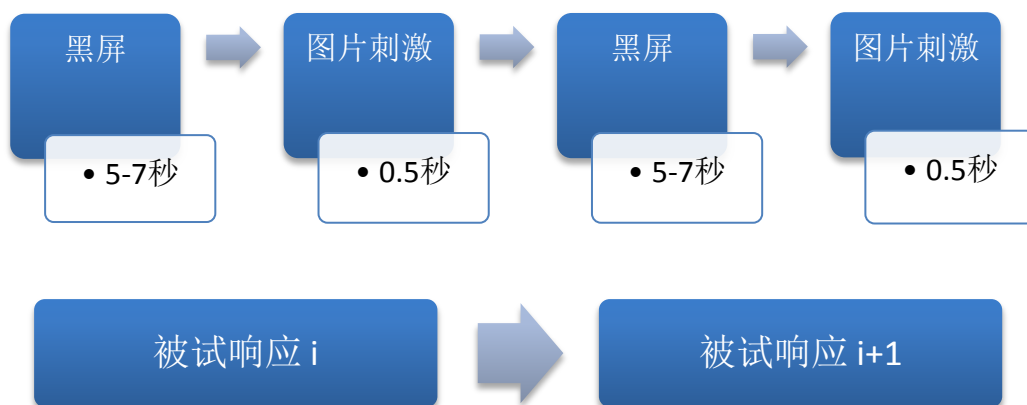 黑屏
图片刺激
黑屏
图片刺激
• 5-7秒
• 0.5秒
• 5-7秒
• 0.5秒
被试响应 i
被试响应 i+1